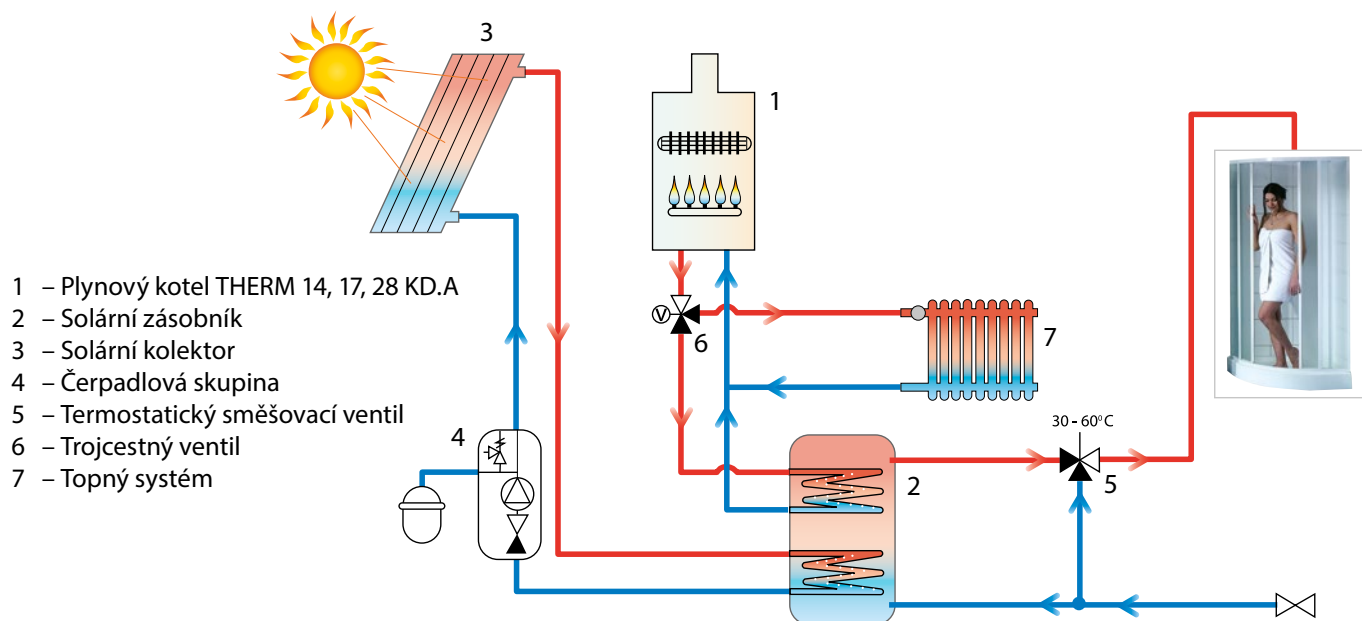 3
1
1 – Plynový kotel THERM 14, 17, 28 KD.A
2 – Solární zásobník
3 – Solární kolektor
4 – Čerpadlová skupina
5 – Termostatický směšovací ventil
6 – Trojcestný ventil
7 – Topný systém
V
6
7
4
30 - 60⁰C
2
5